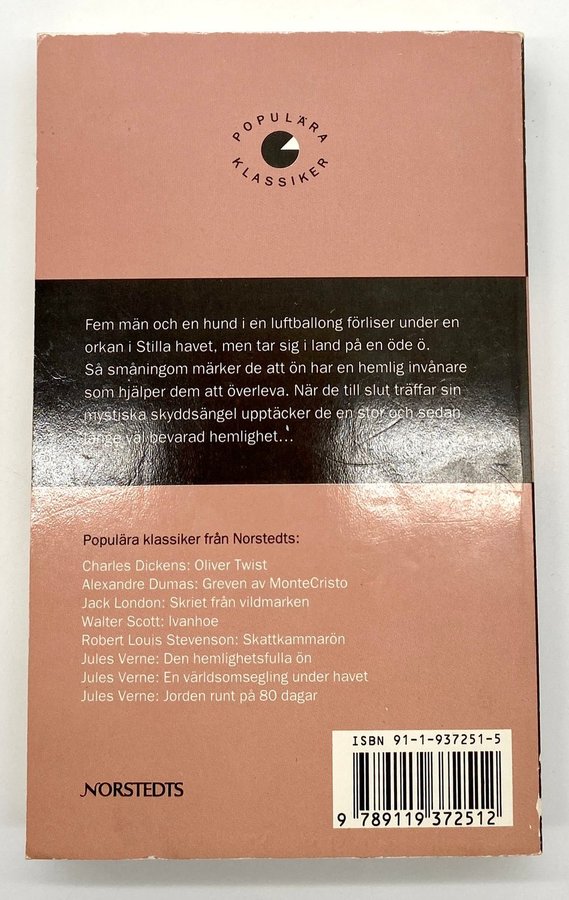 POPULÄRA
KLASSIKER
Fem män och en hund i en luftballong förliser under en
orkan i Stilla havet, men tar sig i land på en öde ö.
Så småningom märker de att ön har en hemlig invånare
som hjälper dem att överleva. När de till slut träffar sin
mystiska skyddsängel upptäcker de en stor och sedan
länge väl bevarad hemlighet...
Populära klassiker från Norstedts:
Charles Dickens: Oliver Twist
Alexandre Dumas: Greven av MonteCristo
Jack London: Skriet från vildmarken
Walter Scott: Ivanhoe
Robert Louis Stevenson: Skattkammarön
Jules Verne: Den hemlighetsfulla ön
Jules Verne: En världsomsegling under havet
Jules Verne: Jorden runt på 80 dagar
ISBN 91-1-937251-5
NORSTEDTS
9 789119 372512